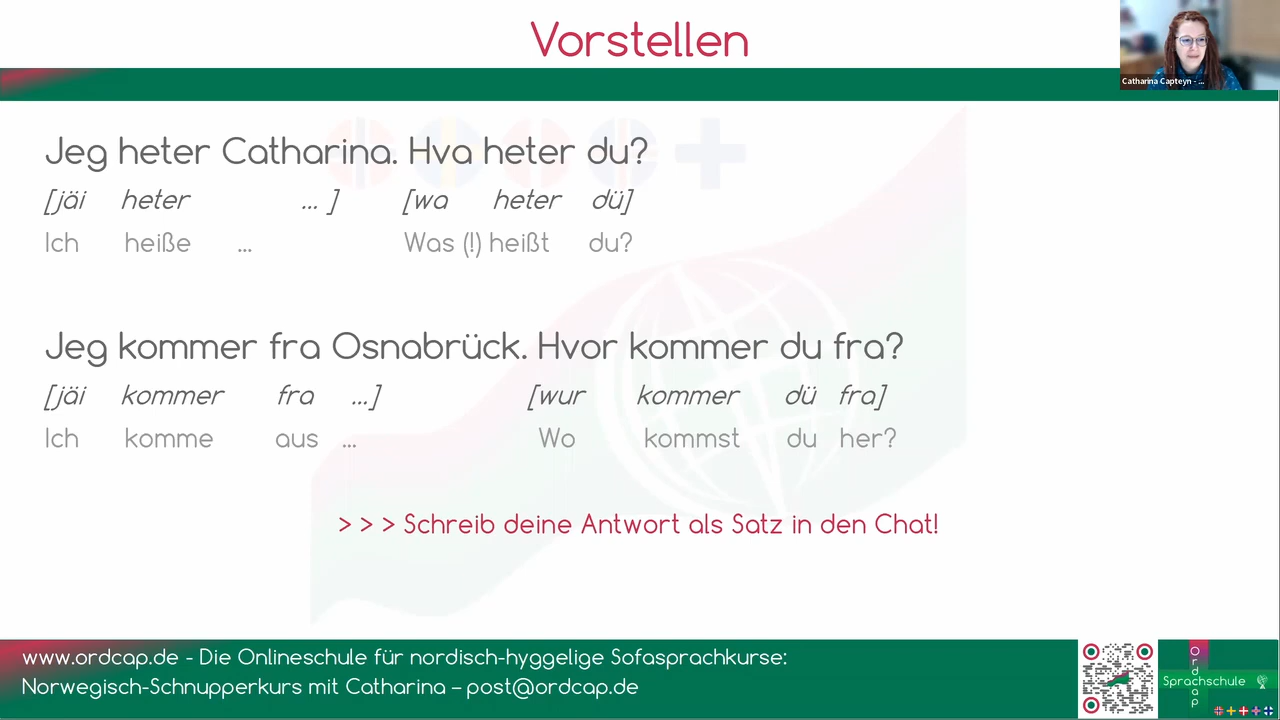 Vorstellen
Catharina Capteyn - ...
Jeg heter Catharina. Hva heter du?
[jäi heter ... ] [wa heter dü]
Ich heiße ... Was (!) heißt du?
Jeg kommer fra Osnabrück. Hvor kommer du fra?
[jäi kommer fra ...] [wur kommer dü fra]
Ich komme aus ... Wo kommst du her?
> > > Schreib deine Antwort als Satz in den Chat!
www.ordcap.de - Die Onlineschule für nordisch-hyggelige Sofasprachkurse:
Norwegisch-Schnupperkurs mit Catharina – post@ordcap.de
Ordcap
Sprachschule